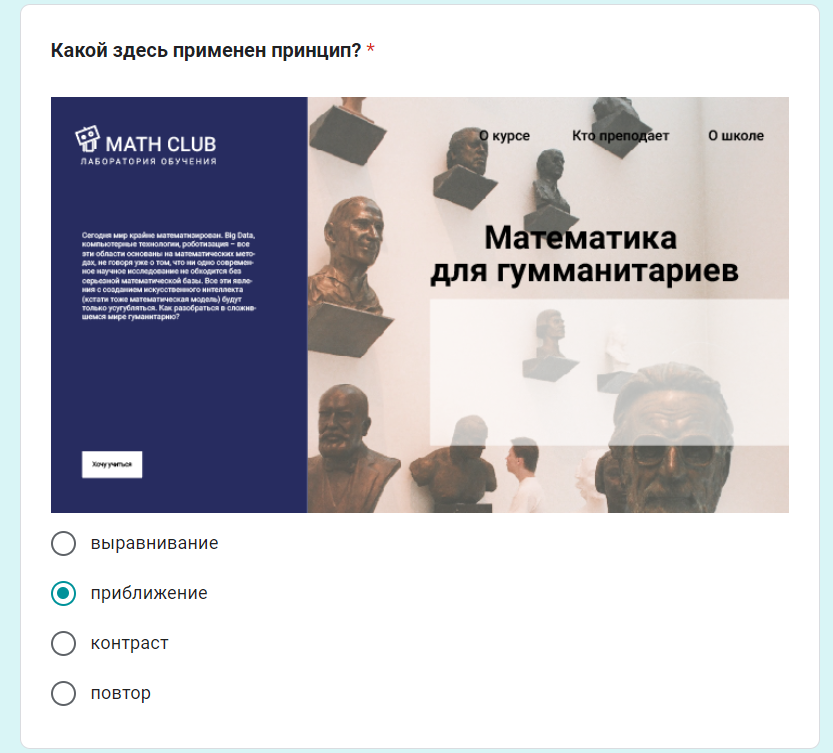 Какой здесь применен принцип? *
MATH CLUB
ЛАБОРАТОРИЯ ОБУЧЕНИЯ
О курсе
Кто преподает
О школе
Сегодня мир крайне математизирован. Big Data,
компьютерные технологии, роботизация – все
эти области основаны на математических мето-
дах, не говоря уже о том, что ни одно современ-
ное научное исследование не обходится без
серьезной математической базы. Все эти явле-
ния с созданием искусственного интеллекта
(кстати тоже математическая модель) будут
только усугубляться. Как разобраться в сложив-
шемся мире гуманитарию?
Математика
для гумманитариев
Хочу учиться
выравнивание
приближение
контраст
повтор